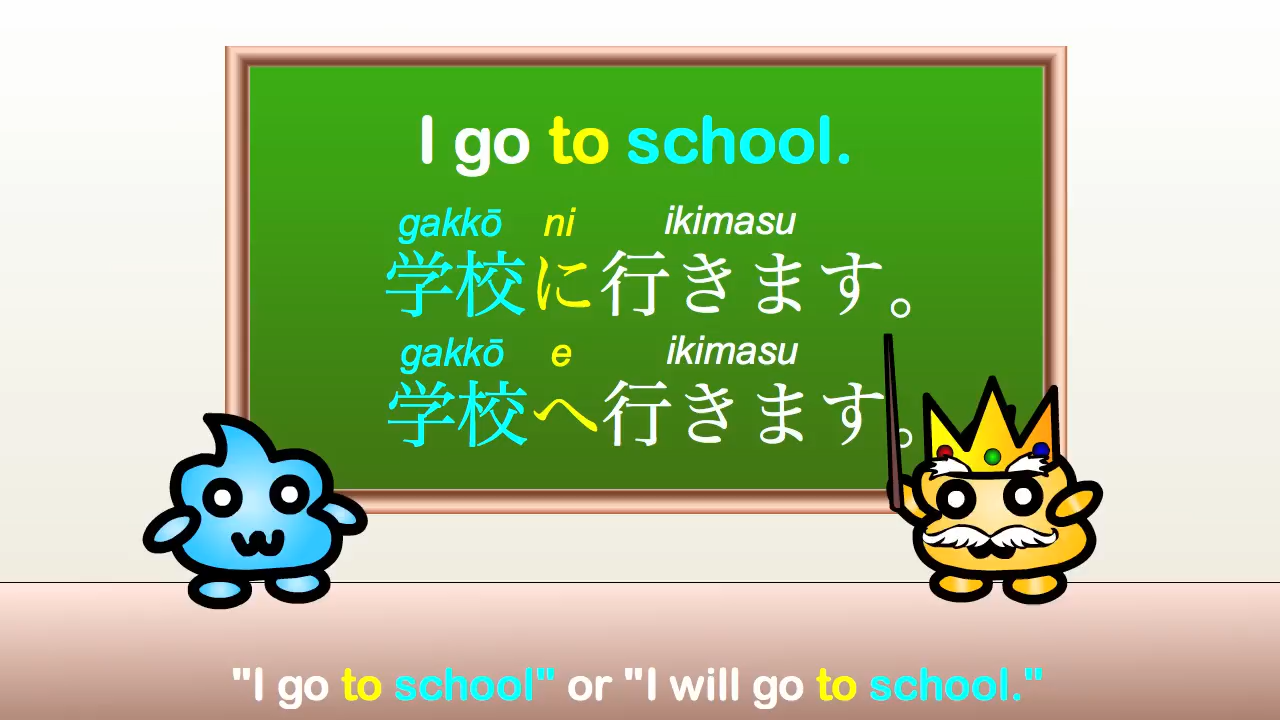 I go to school.
gakkō ni ikimasu
学校に行きます。
gakkō e ikimasu
学校へ行きます。
"I go to school" or "I will go to school."